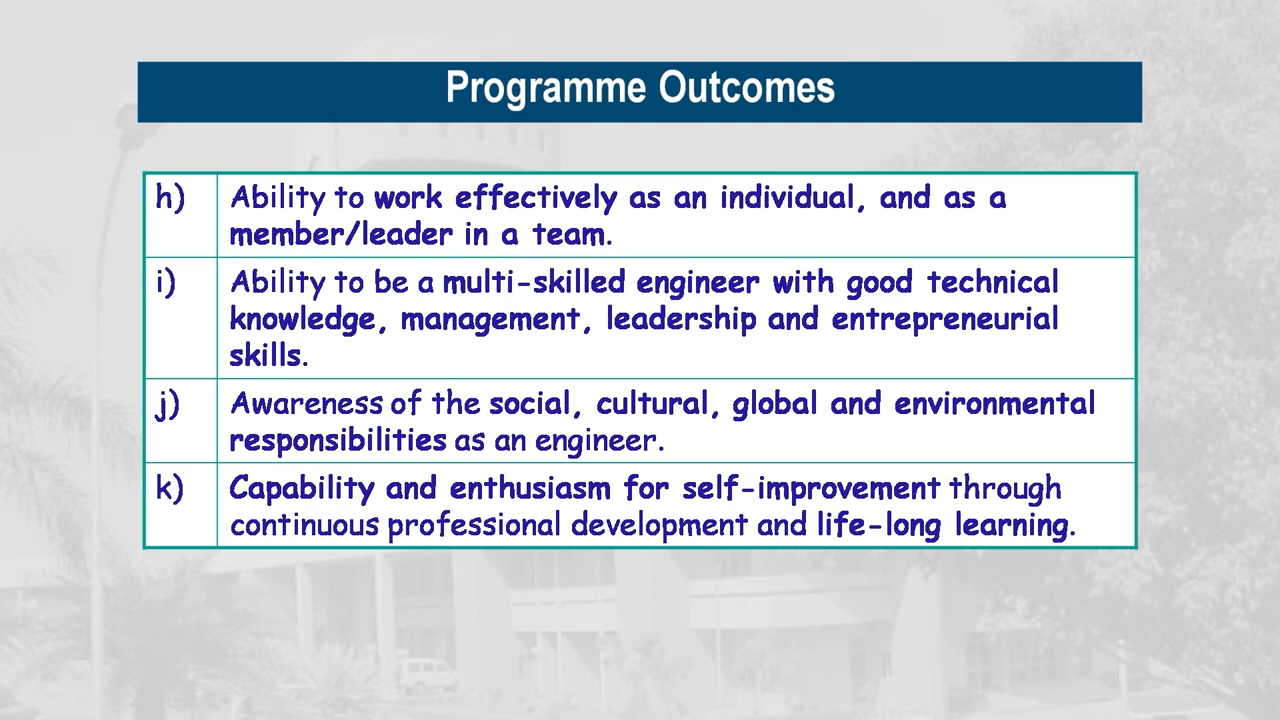 Programme Outcomes
h) Ability to work effectively as an individual, and as a
member/leader in a team.
i) Ability to be a multi-skilled engineer with good technical
knowledge, management, leadership and entrepreneurial
skills.
j) Awareness of the social, cultural, global and environmental
responsibilities as an engineer.
k) Capability and enthusiasm for self-improvement through
continuous professional development and life-long learning.